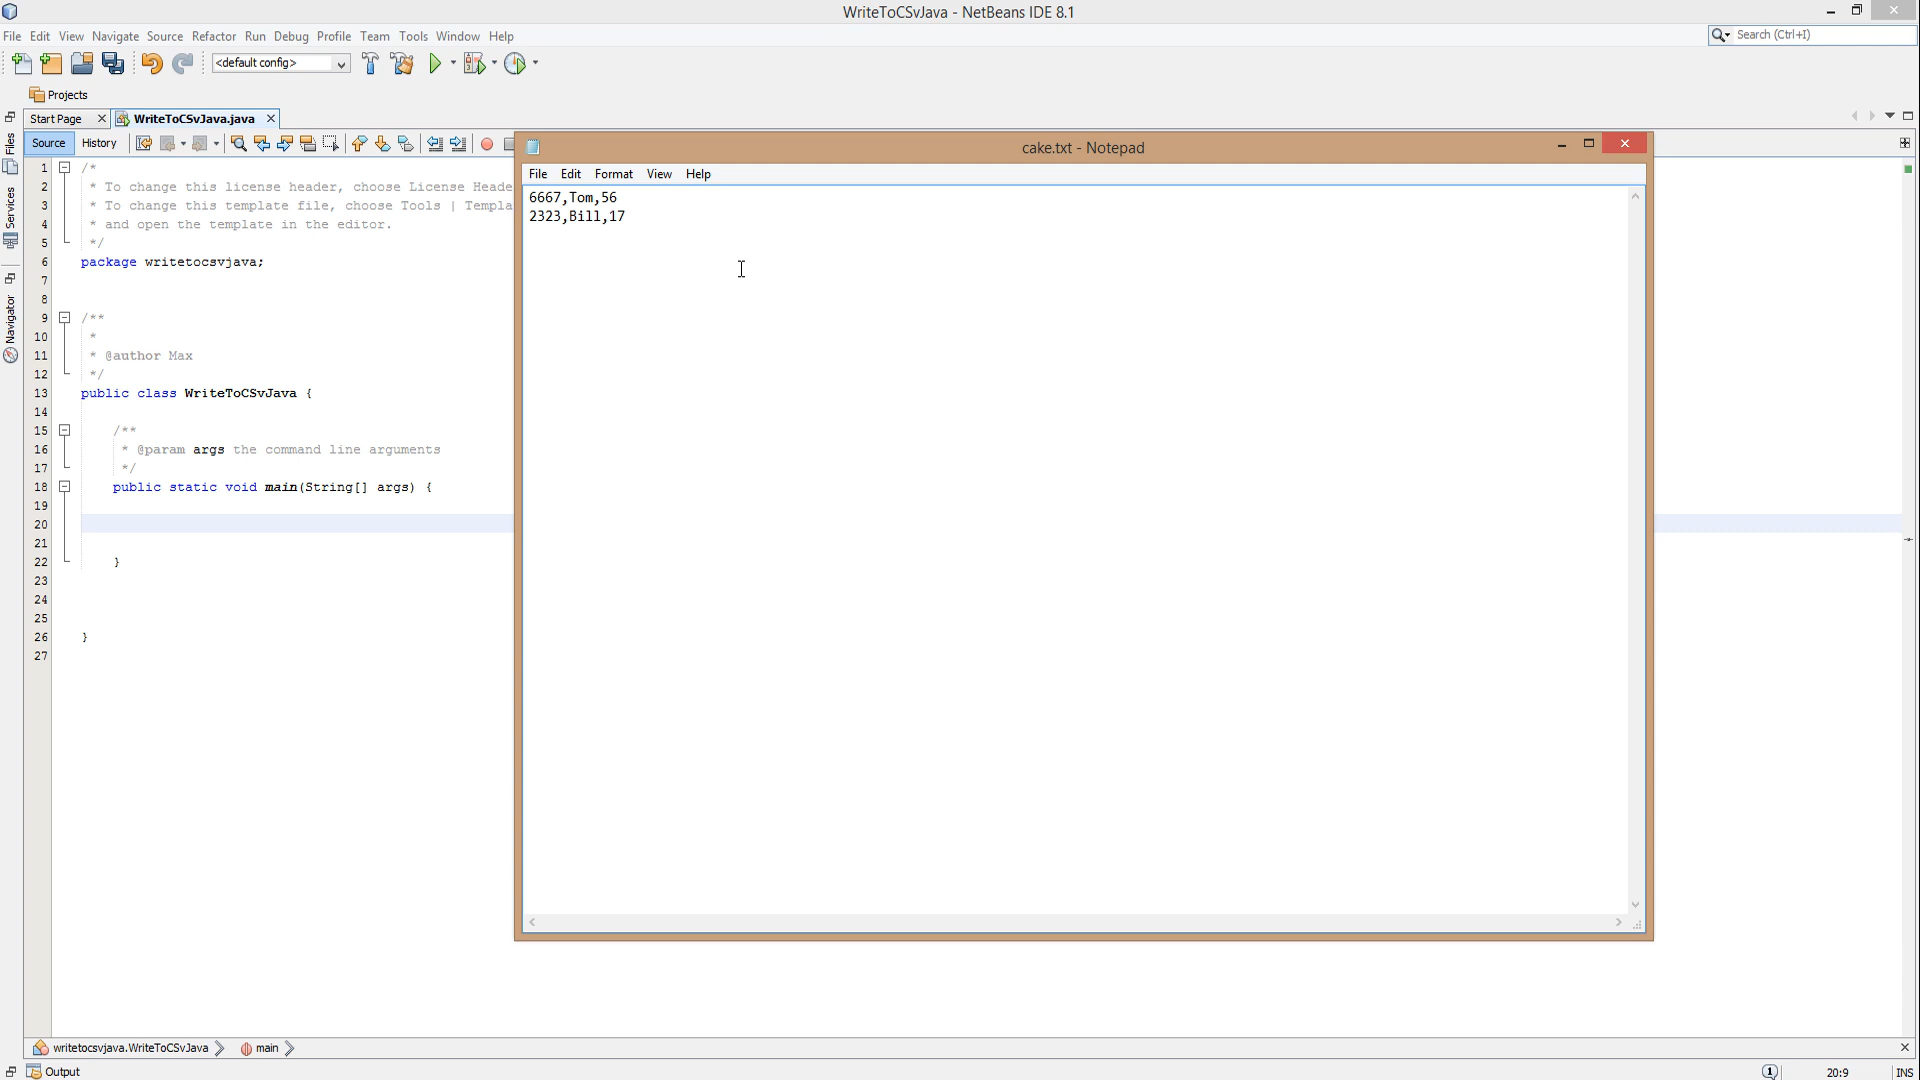 WriteToCSvJava - NetBeans IDE 8.1
File Edit View Navigate Source Refactor Run Debug Profile Team Tools Window Help
Search (Ctrl+I)
<default config>
Projects
Start Page
WriteToCSvJava.java
Source
History
Files
Services
Navigator
1 /*
2 * To change this license header, choose License Heade
3 * To change this template file, choose Tools | Templa
4 * and open the template in the editor.
5 */
6 package writetocsvjava;
7
8
9 /**
10 *
11 * @author Max
12 */
13 public class WriteToCSvJava {
14
15 /**
16 * @param args the command line arguments
17 */
18 public static void main(String[] args) {
19
20
21
22 }
23
24
25
26 }
27
cake.txt - Notepad
File Edit Format View Help
6667,Tom,56
2323,Bill,17
writetocsvjava.WriteToCSvJava
main
Output
1
20:9
INS